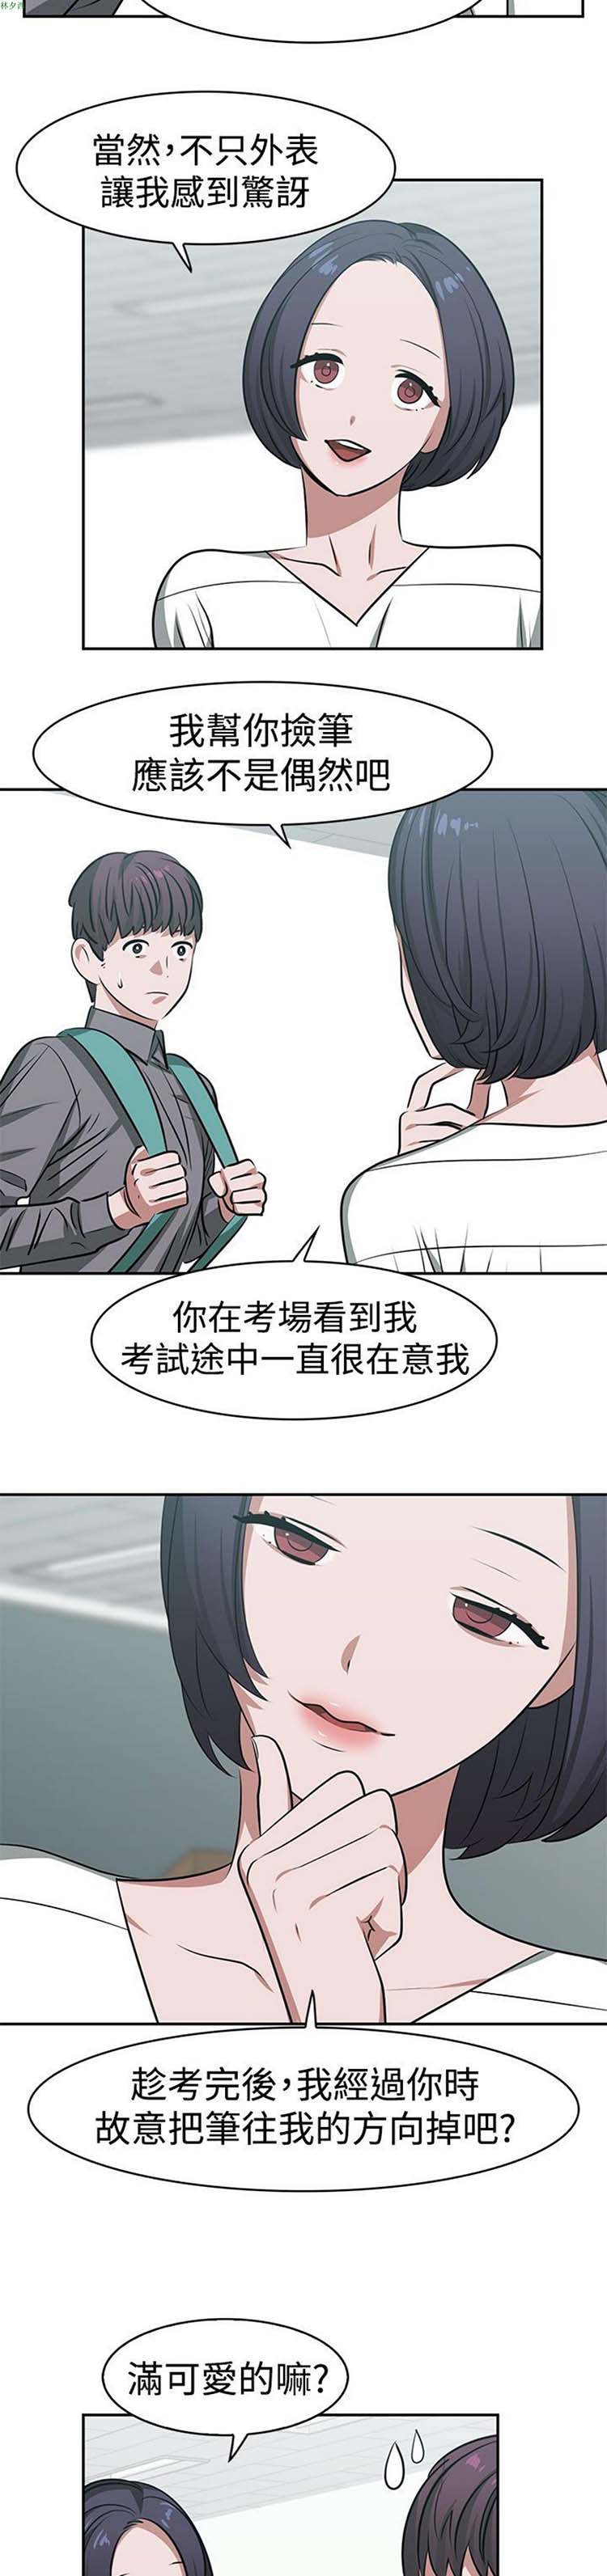 林夕
當然,不只外表
讓我感到驚訝
我幫你撿筆
應該不是偶然吧
你在考場看到我
考試途中一直很在意我
趁考完後,我經過你時
故意把筆往我的方向掉吧?
滿可愛的嘛?